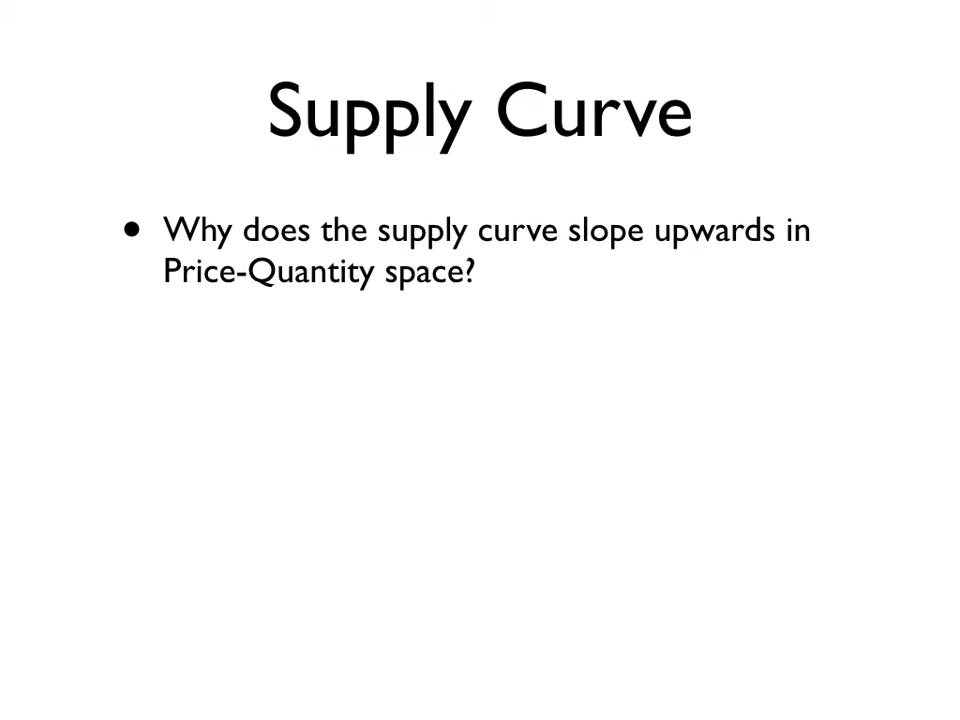 Supply Curve
• Why does the supply curve slope upwards in
Price-Quantity space?